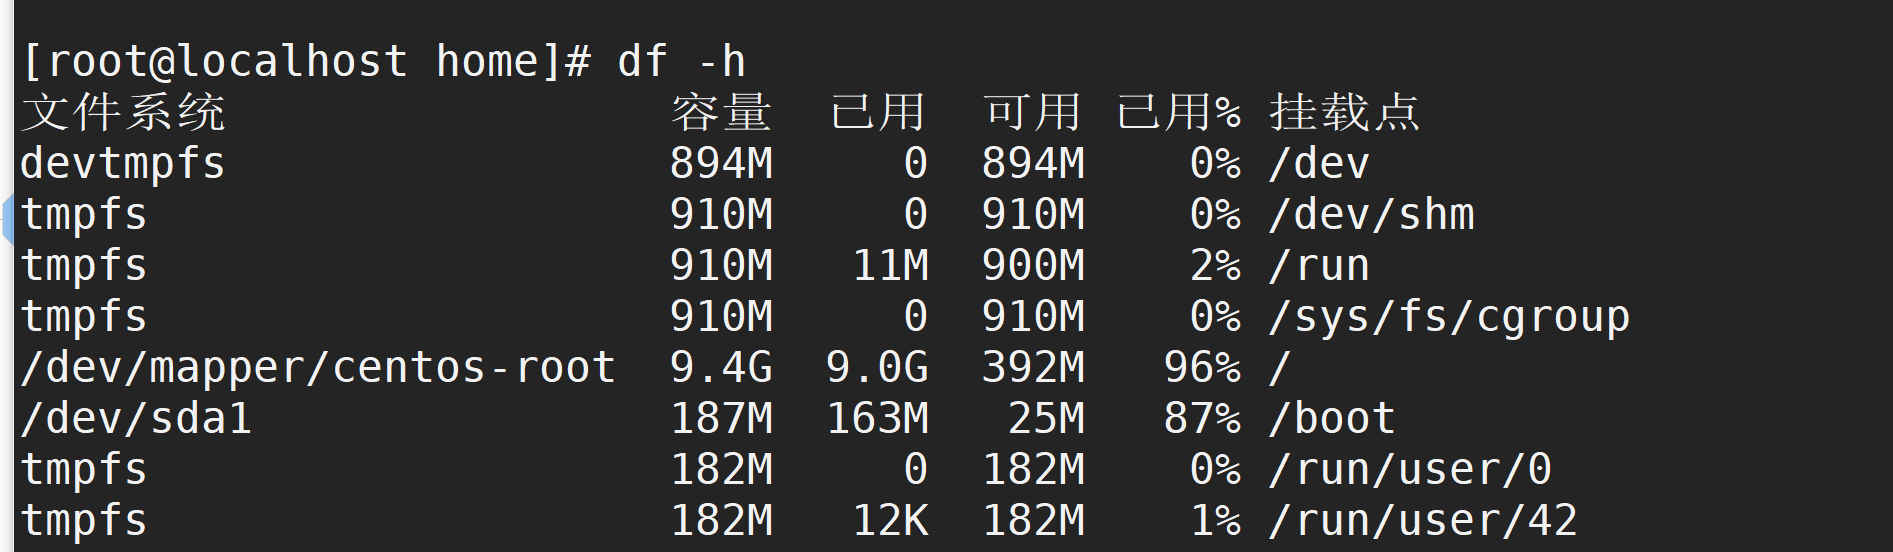 [root@localhost home]# df -h
文件系统                 容量  已用  可用 已用% 挂载点
devtmpfs                 894M     0  894M    0% /dev
tmpfs                    910M     0  910M    0% /dev/shm
tmpfs                    910M   11M  900M    2% /run
tmpfs                    910M     0  910M    0% /sys/fs/cgroup
/dev/mapper/centos-root  9.4G  9.0G  392M   96% /
/dev/sda1                187M  163M   25M   87% /boot
tmpfs                    182M     0  182M    0% /run/user/0
tmpfs                    182M   12K  182M    1% /run/user/42